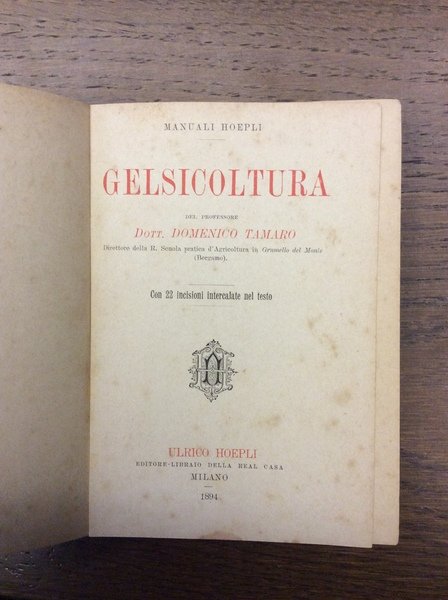 MANUALI HOEPLI
GELSICOLTURA
DEL PROFESSORE
DOTT. DOMENICO TAMARO
Direttore della R. Scuola pratica d'Agricoltura in Grumello del Monte
(Bergamo).
Con 22 incisioni intercalate nel testo
ULRICO HOEPLI
EDITORE-LIBRAIO DELLA REAL CASA
MILANO
1894